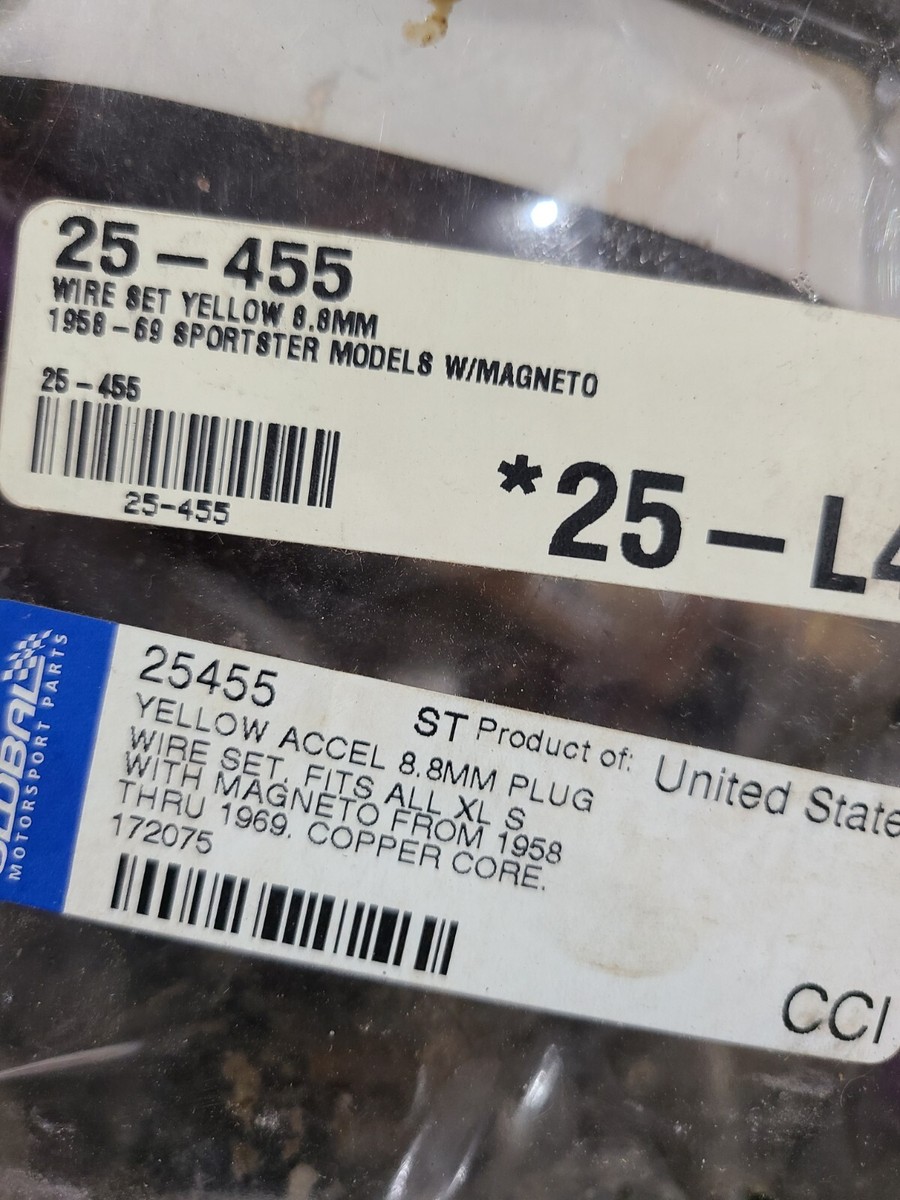 25-455
WIRE SET YELLOW 8.8MM
1958-69 SPORTSTER MODELS W/MAGNETO
25-455
25-455
*25-L4
25455
ST Product of: United State
YELLOW ACCEL 8.8MM PLUG
WIRE SET. FITS ALL XL S
WITH MAGNETO FROM 1958
THRU 1969. COPPER CORE.
172075
CCI
GLOBAL
MOTORSPORT PARTS